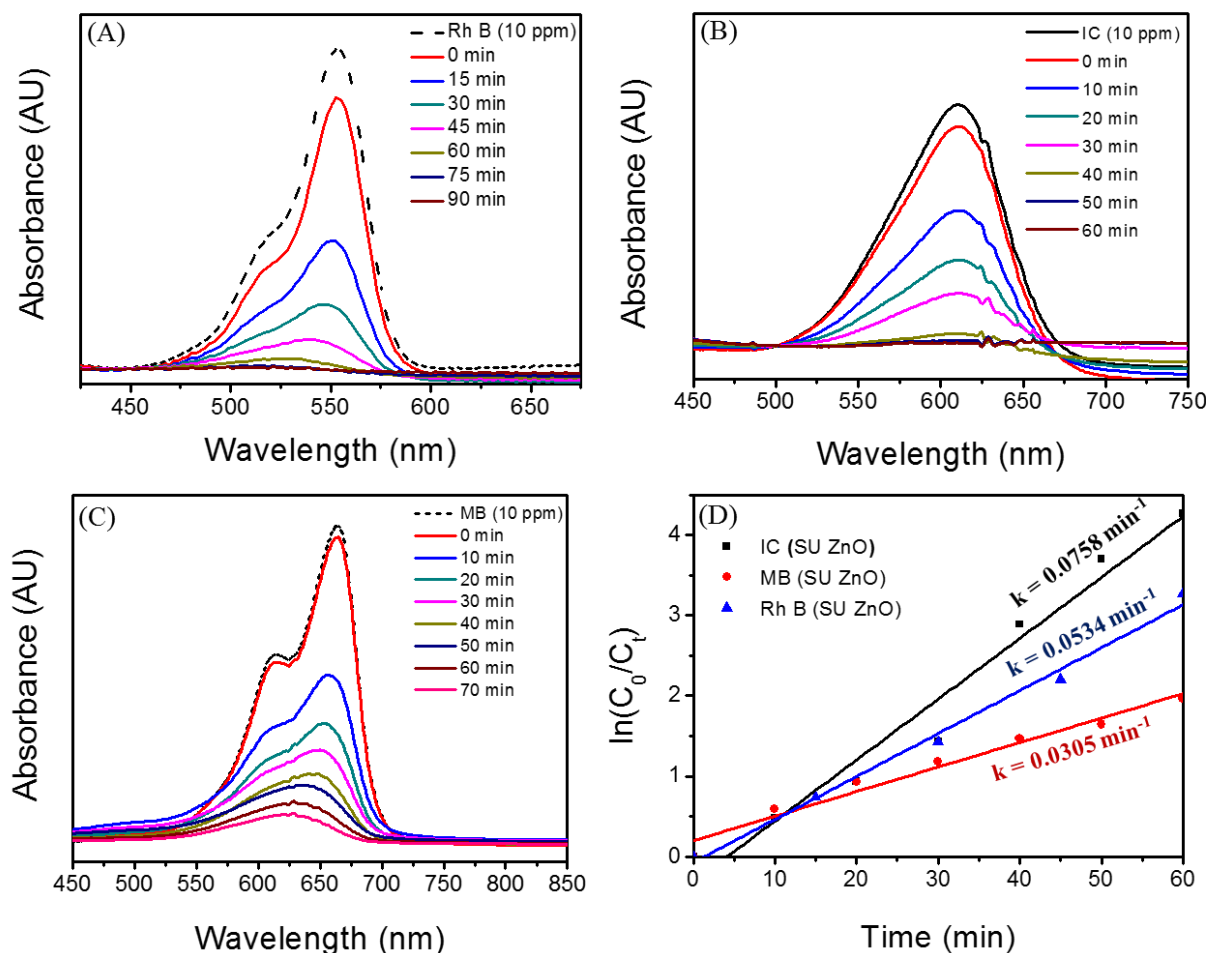 (A)
Rh B (10 ppm)
0 min
15 min
30 min
45 min
60 min
75 min
90 min
Absorbance (AU)
450 500 550 600 650
Wavelength (nm)
(B)
IC (10 ppm)
0 min
10 min
20 min
30 min
40 min
50 min
60 min
Absorbance (AU)
450 500 550 600 650 700 750
Wavelength (nm)
(C)
MB (10 ppm)
0 min
10 min
20 min
30 min
40 min
50 min
60 min
70 min
Absorbance (AU)
450 500 550 600 650 700 750 800 850
Wavelength (nm)
(D)
IC (SU ZnO)
MB (SU ZnO)
Rh B (SU ZnO)
k = 0.0758 min⁻¹
k = 0.0534 min⁻¹
k = 0.0305 min⁻¹
ln(C₀/Cₜ)
4
3
2
1
0
0 10 20 30 40 50 60
Time (min)